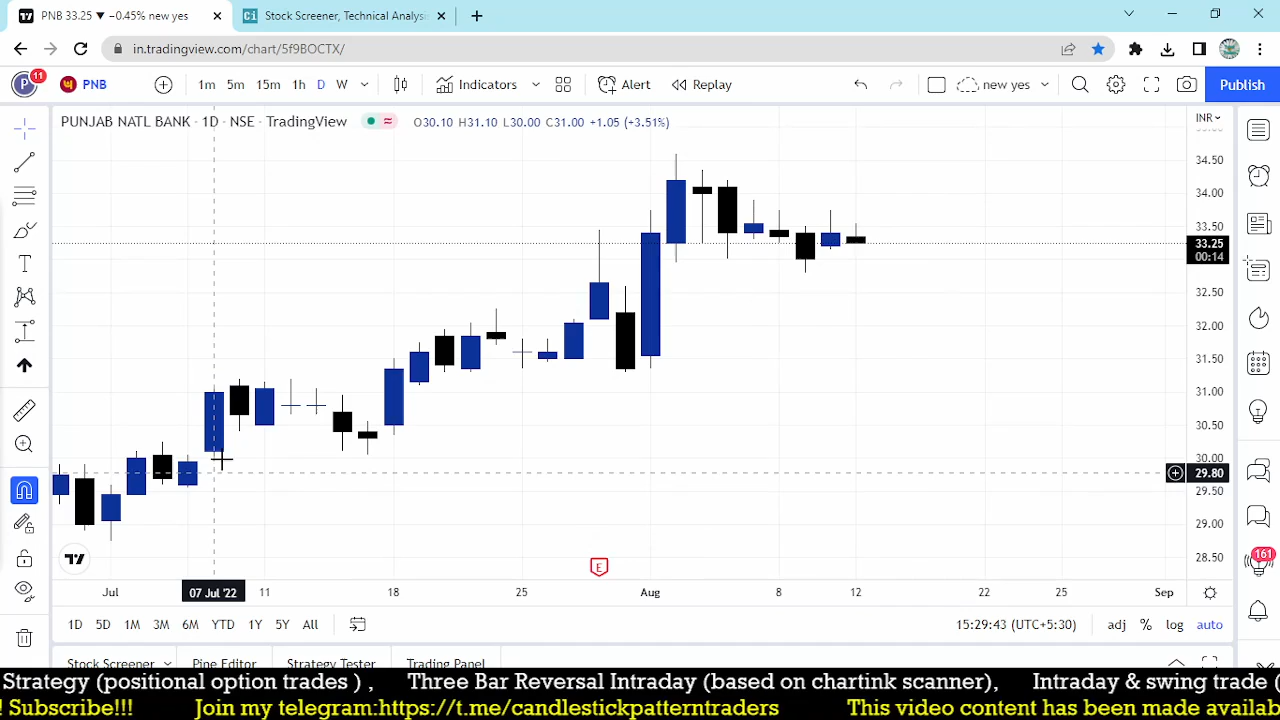 PNB 33.25 ▼ −0.45% new yes
Stock Screener, Technical Analys
in.tradingview.com/chart/5f9BOCTX/
P 11 PNB 1m 5m 15m 1h D W Indicators Alert Replay new yes Publish
PUNJAB NATL BANK · 1D · NSE · TradingView O30.10 H31.10 L30.00 C31.00 +1.05 (+3.51%)
INR
34.50
34.00
33.50
33.25
00:14
32.50
32.00
31.50
31.00
30.50
30.00
29.80
29.50
29.00
28.50
E
161
Jul 07 Jul '22 11 18 25 Aug 8 12 22 25 Sep
1D 5D 1M 3M 6M YTD 1Y 5Y All 15:29:43 (UTC+5:30) adj % log auto
Stock Screener Pine Editor Strategy Tester Trading Panel
Strategy (positional option trades ) , Three Bar Reversal Intraday (based on chartink scanner), Intraday & swing trade (
! Subscribe!!! Join my telegram:https://t.me/candlestickpatterntraders This video content has been made availab